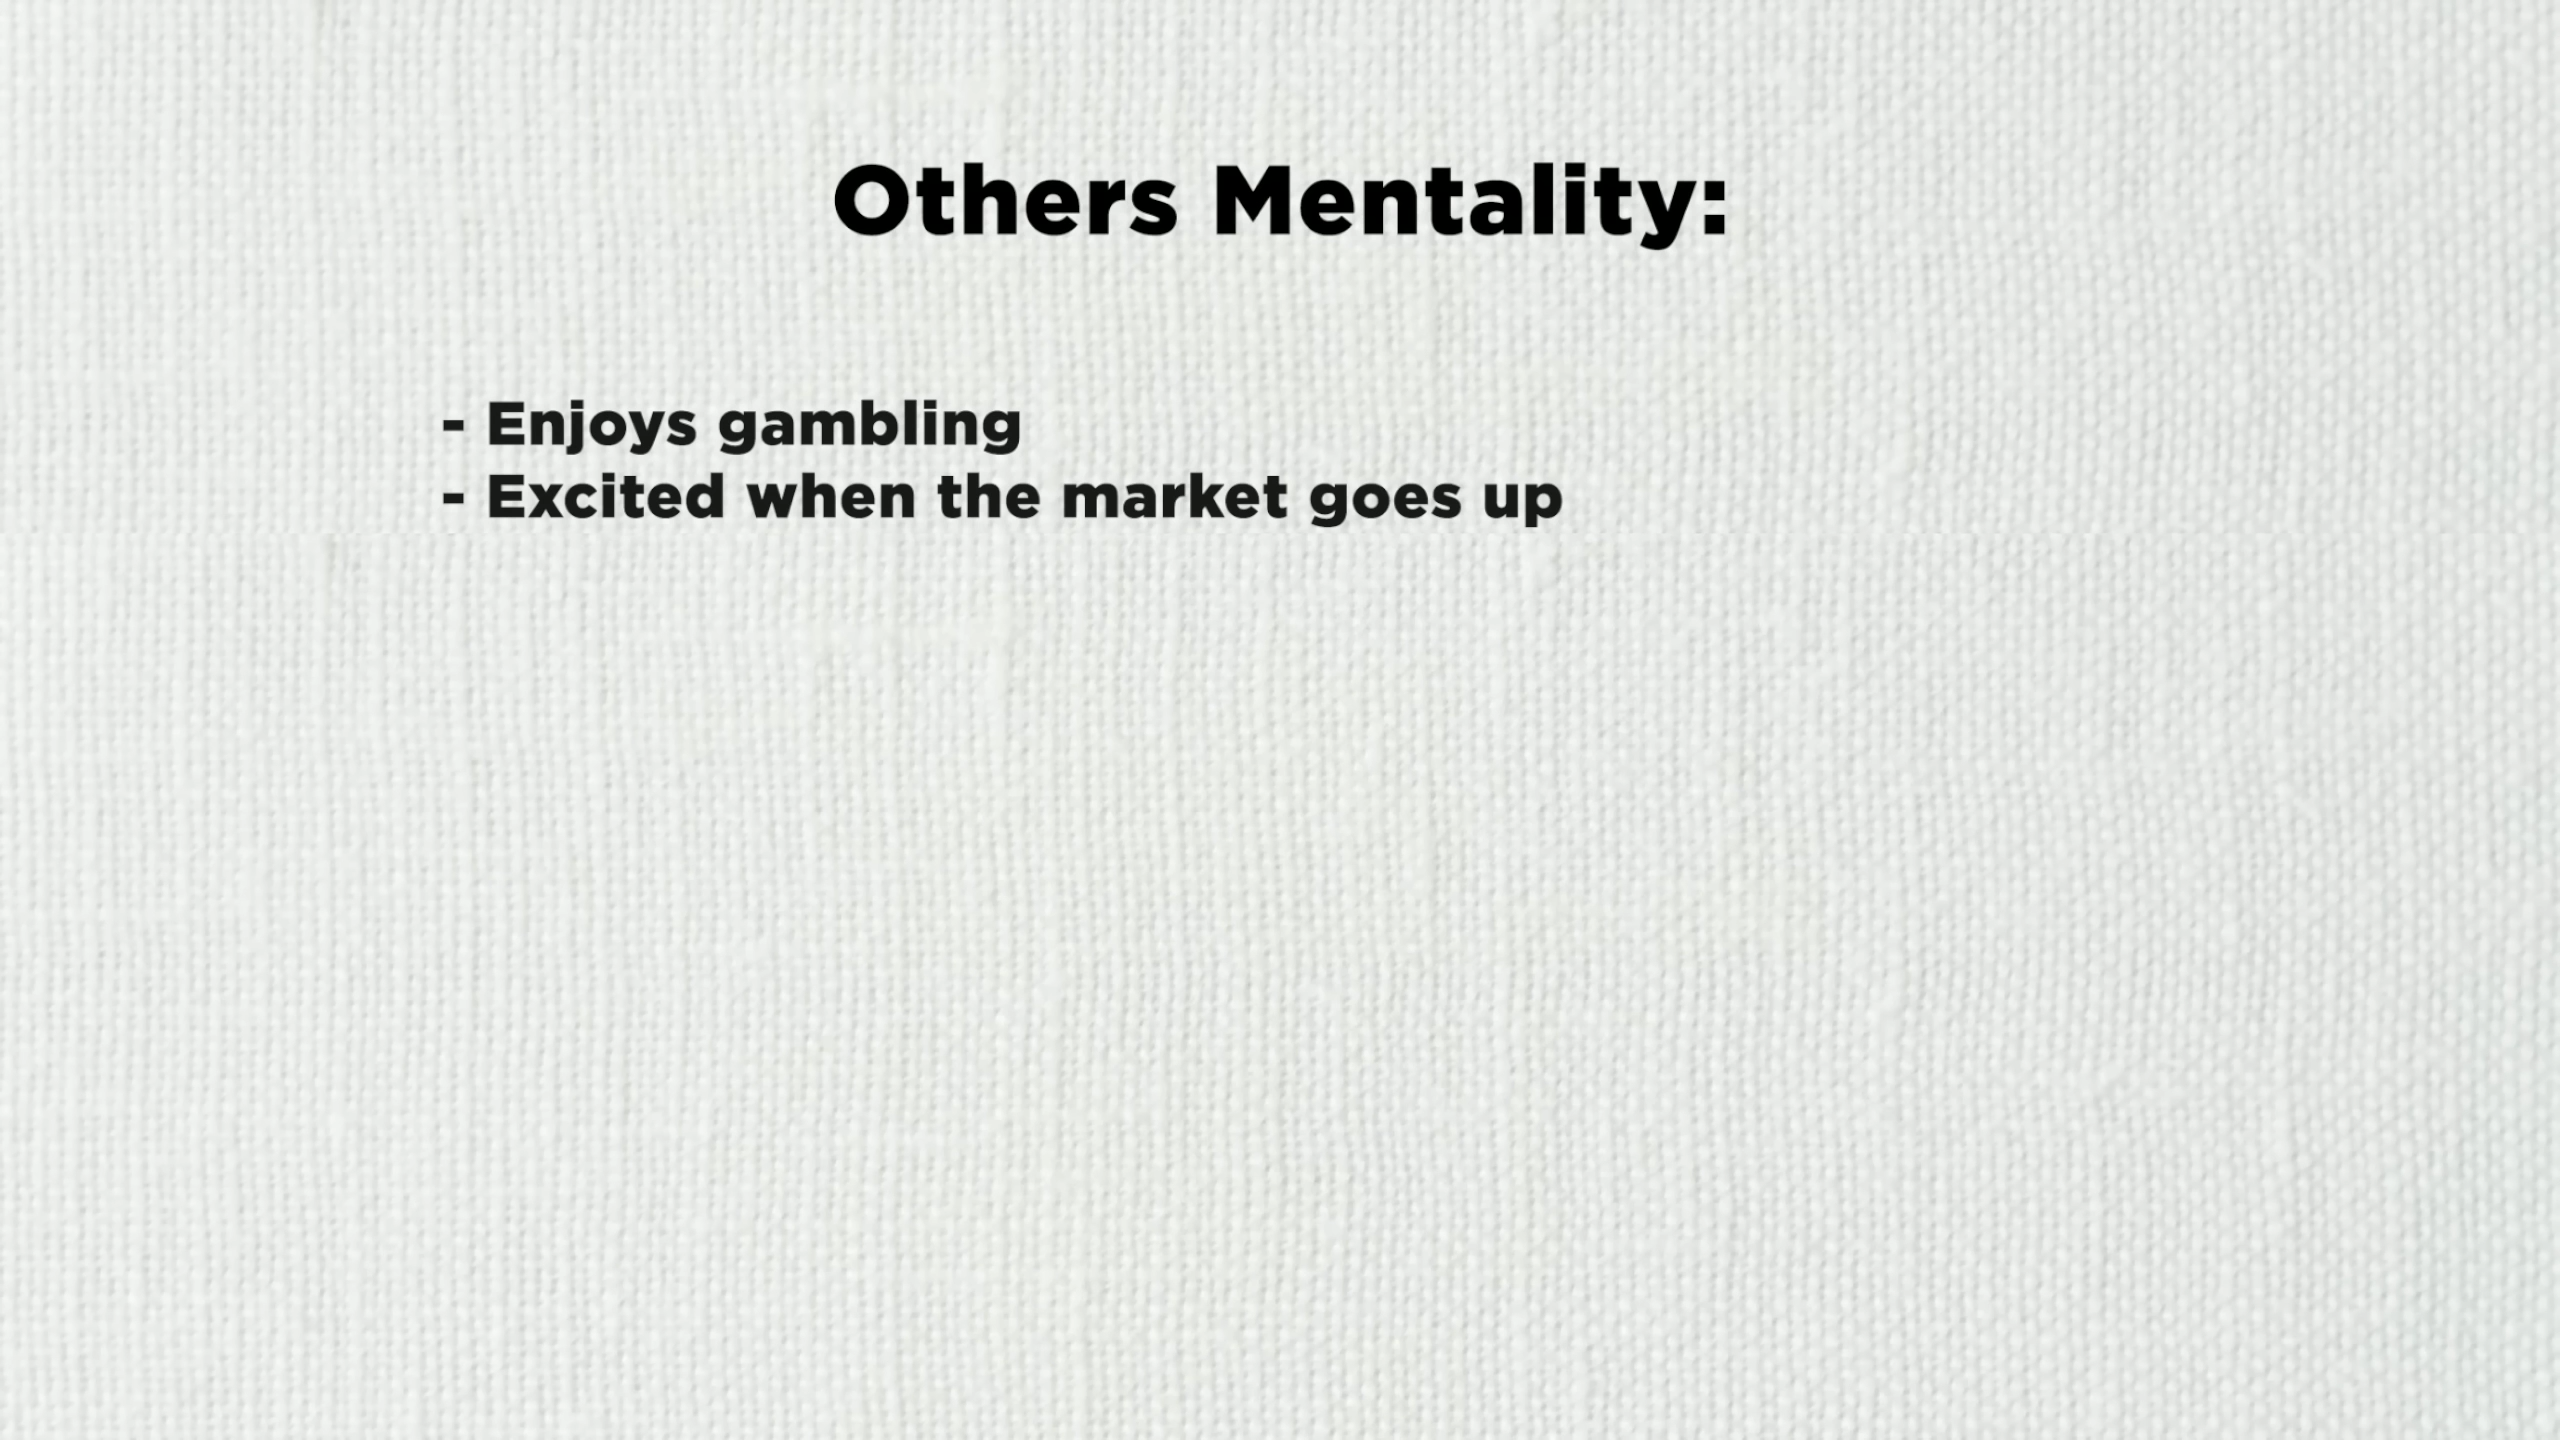 Others Mentality:
- Enjoys gambling
- Excited when the market goes up